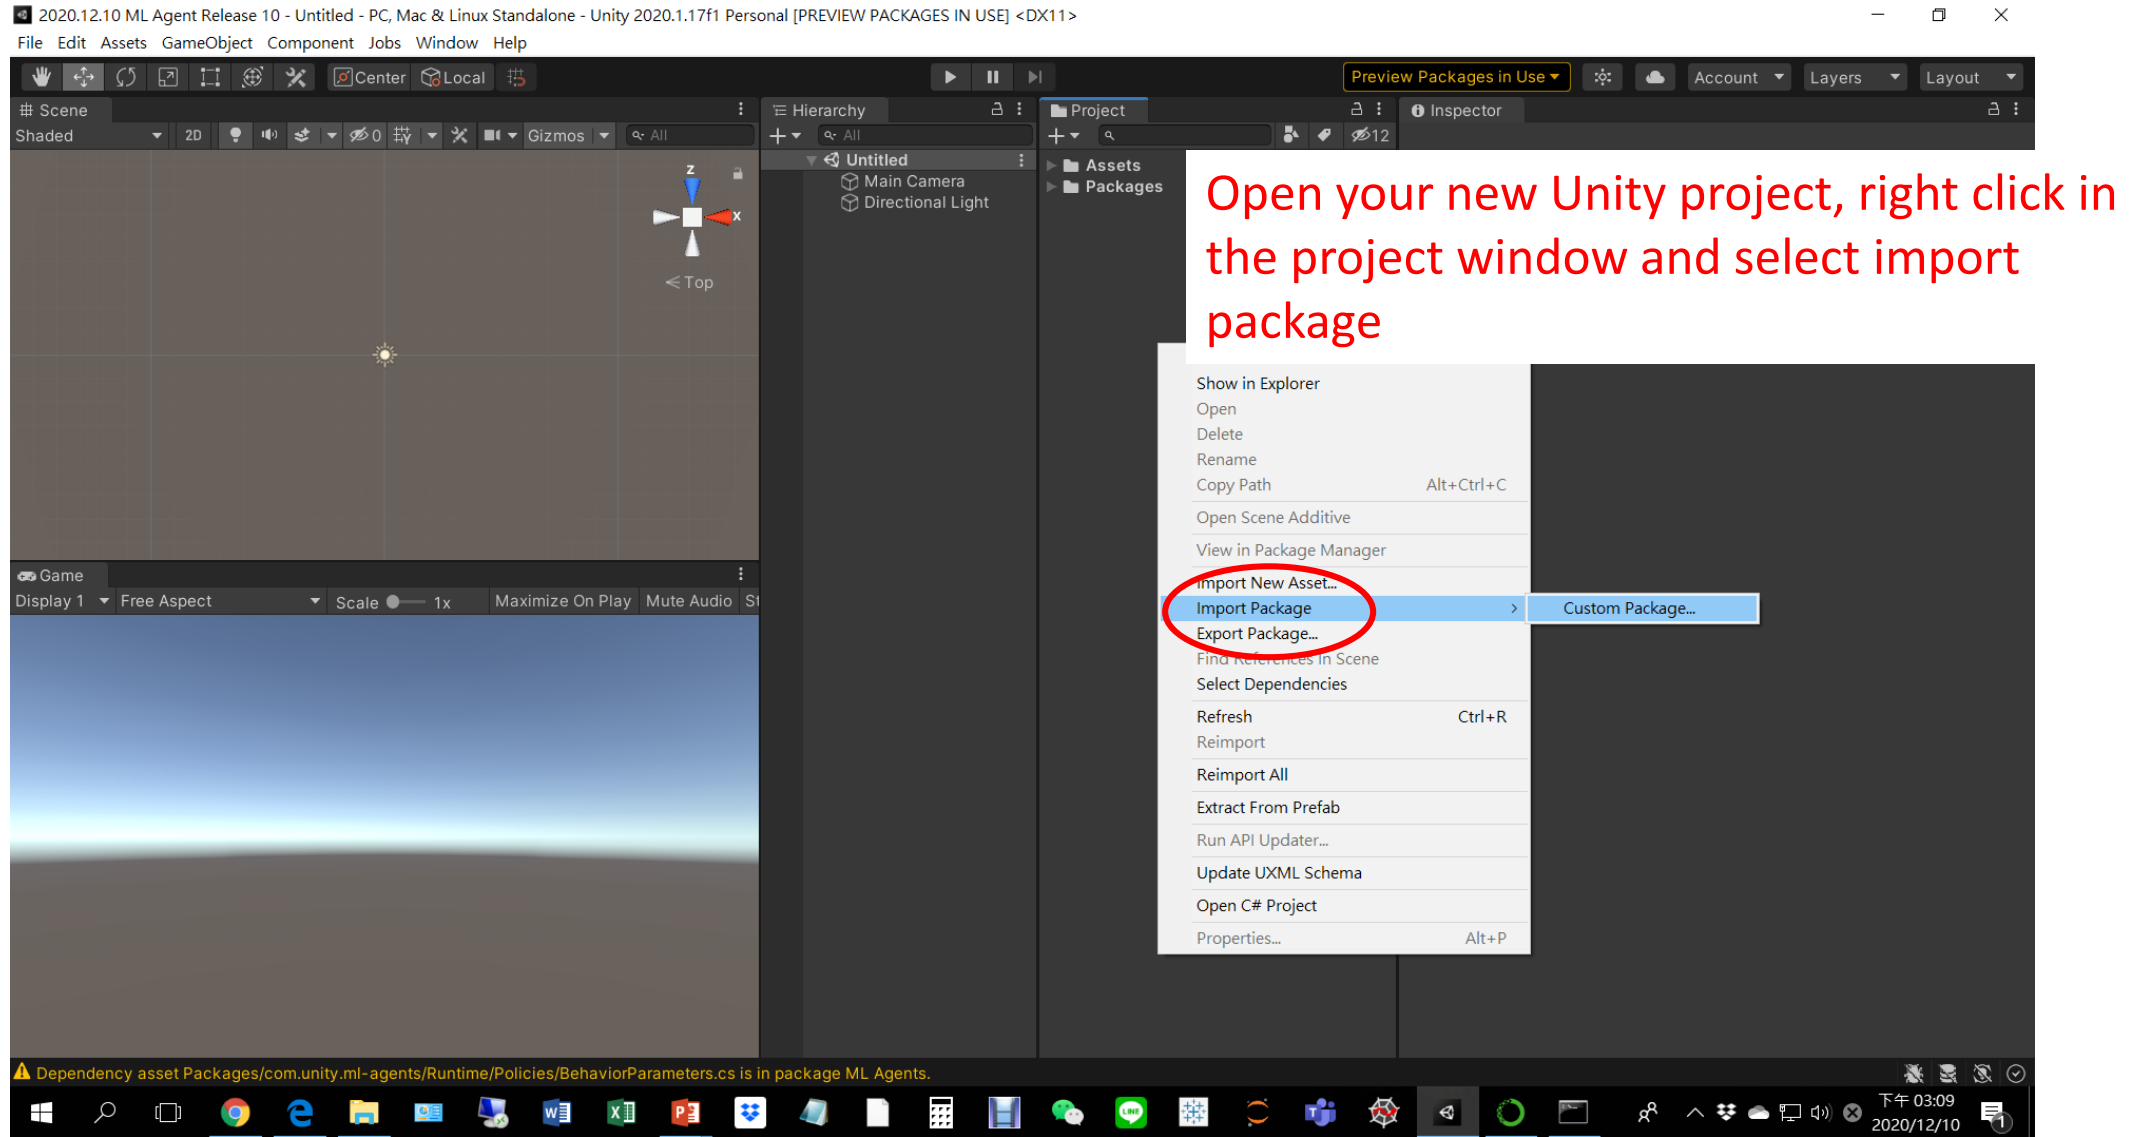 2020.12.10 ML Agent Release 10 - Untitled - PC, Mac & Linux Standalone - Unity 2020.1.17f1 Personal [PREVIEW PACKAGES IN USE] <DX11>
File Edit Assets GameObject Component Jobs Window Help
Center Local Preview Packages in Use Account Layers Layout
Scene
Shaded 2D 0 Gizmos All
Z
X
Top
Game
Display 1 Free Aspect Scale 1x Maximize On Play Mute Audio
Hierarchy
All
Untitled
Main Camera
Directional Light
Project
12
Assets
Packages
Inspector
Open your new Unity project, right click in
the project window and select import
package
Show in Explorer
Open
Delete
Rename
Copy Path Alt+Ctrl+C
Open Scene Additive
View in Package Manager
Import New Asset...
Import Package > Custom Package...
Export Package...
Find References In Scene
Select Dependencies
Refresh Ctrl+R
Reimport
Reimport All
Extract From Prefab
Run API Updater...
Update UXML Schema
Open C# Project
Properties... Alt+P
Dependency asset Packages/com.unity.ml-agents/Runtime/Policies/BehaviorParameters.cs is in package ML Agents.
下午 03:09
2020/12/10
1